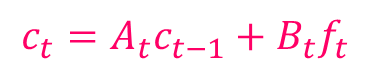 c_t = A_t c_{t-1} + B_t f_t